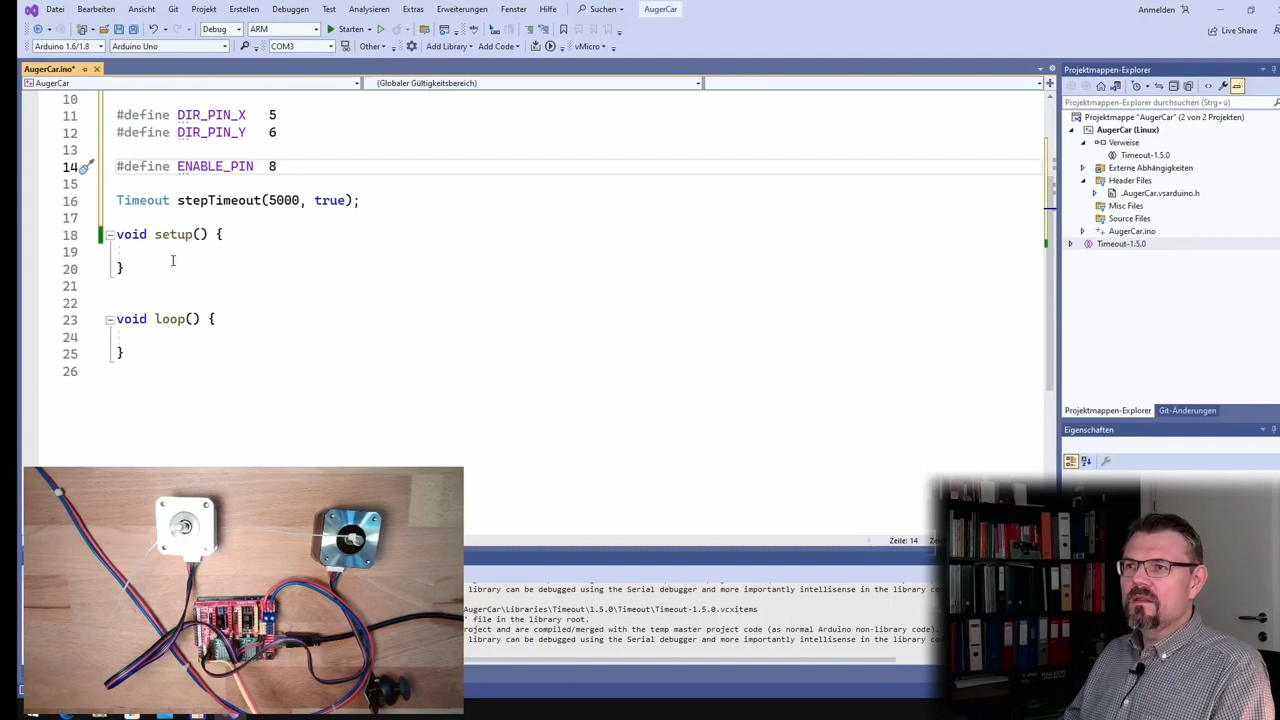 Datei Bearbeiten Ansicht Git Projekt Erstellen Debuggen Test Analysieren Extras Erweiterungen Fenster Hilfe Suchen AugerCar Anmelden
Debug ARM Starten Live Share
Arduino 1.6/1.8 Arduino Uno COM3 Other Add Library Add Code vMicro
AugerCar.ino*
AugerCar (Globaler Gültigkeitsbereich)
10
11 #define DIR_PIN_X 5
12 #define DIR_PIN_Y 6
13
14 #define ENABLE_PIN 8
15
16 Timeout stepTimeout(5000, true);
17
18 void setup() {
19
20 }
21
22
23 void loop() {
24
25 }
26
Projektmappen-Explorer
Projektmappen-Explorer durchsuchen (Strg+ü)
Projektmappe "AugerCar" (2 von 2 Projekten)
AugerCar (Linux)
Verweise
Timeout-1.5.0
Externe Abhängigkeiten
Header Files
.AugerCar.vsarduino.h
Misc Files
Source Files
AugerCar.ino
Timeout-1.5.0
Projektmappen-Explorer Git-Änderungen
Eigenschaften
Zeile: 14
library can be debugged using the Serial debugger and more importantly intellisense in the library
AugerCar\Libraries\Timeout\1.5.0\Timeout\Timeout-1.5.0.vcxitems
' file in the library root.
roject and are compiled/merged with the temp master project code (as normal Arduino non-library code).
library can be debugged using the Serial debugger and more importantly intellisense in the library